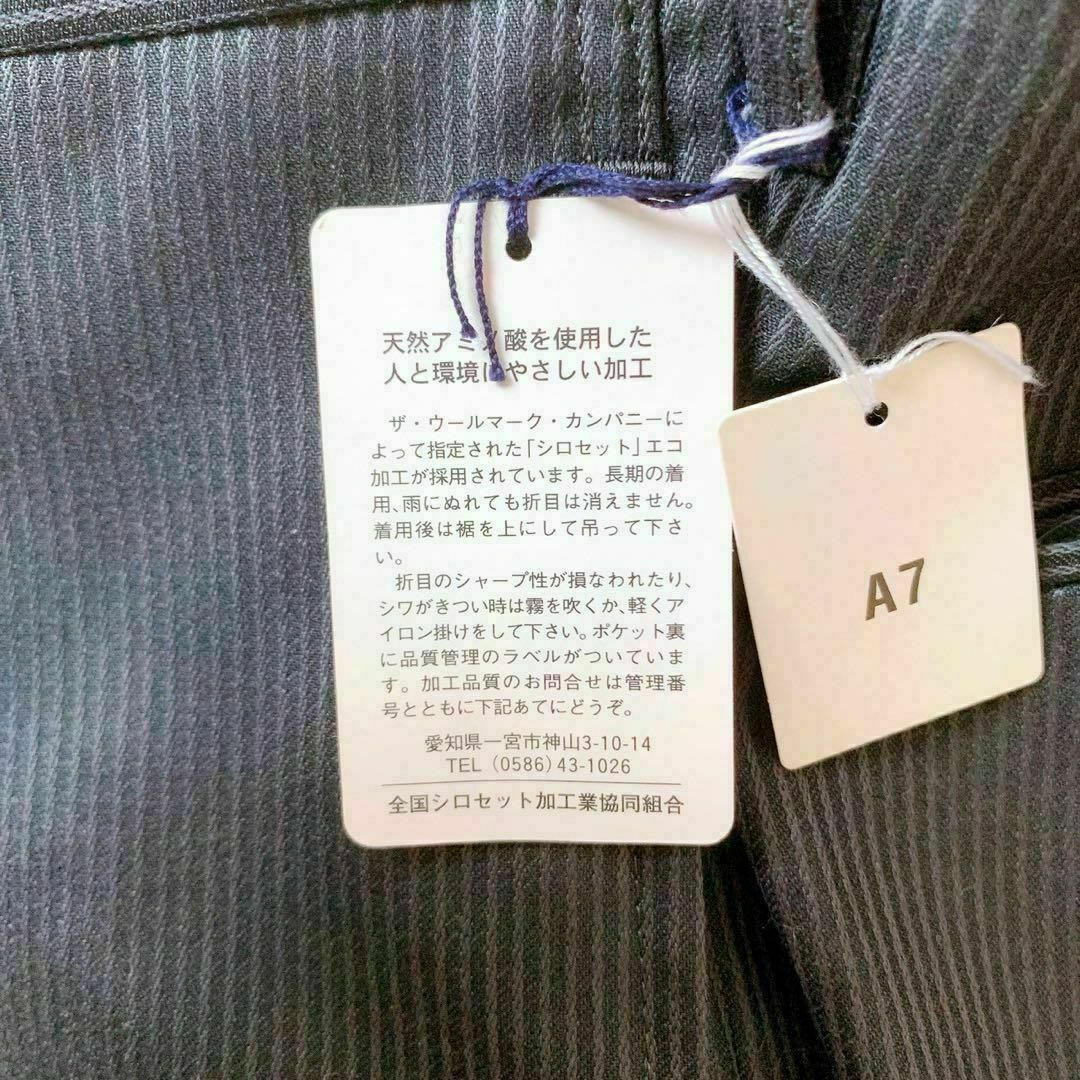 天然アミノ酸を使用した
人と環境にやさしい加工
ザ・ウールマーク・カンパニーに
よって指定された「シロセット」エコ
加工が採用されています。長期の着
用、雨にぬれても折目は消えません。
着用後は裾を上にして吊って下さ
い。
折目のシャープ性が損なわれたり、
シワがきつい時は霧を吹くか、軽くア
イロン掛けをして下さい。ポケット裏
に品質管理のラベルがついていま
す。加工品質のお問合せは管理番
号とともに下記あてにどうぞ。
愛知県一宮市神山3-10-14
TEL (0586)43-1026
全国シロセット加工業協同組合
A7